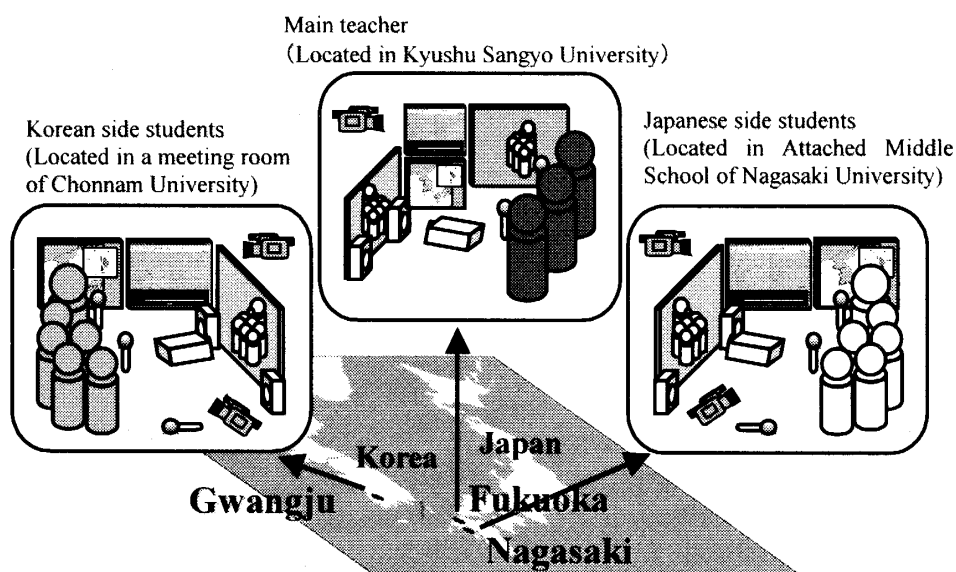 Main teacher
(Located in Kyushu Sangyo University)
Korean side students
(Located in a meeting room
of Chonnam University)
Japanese side students
(Located in Attached Middle
School of Nagasaki University)
Korea
Japan
Gwangju
Fukuoka
Nagasaki